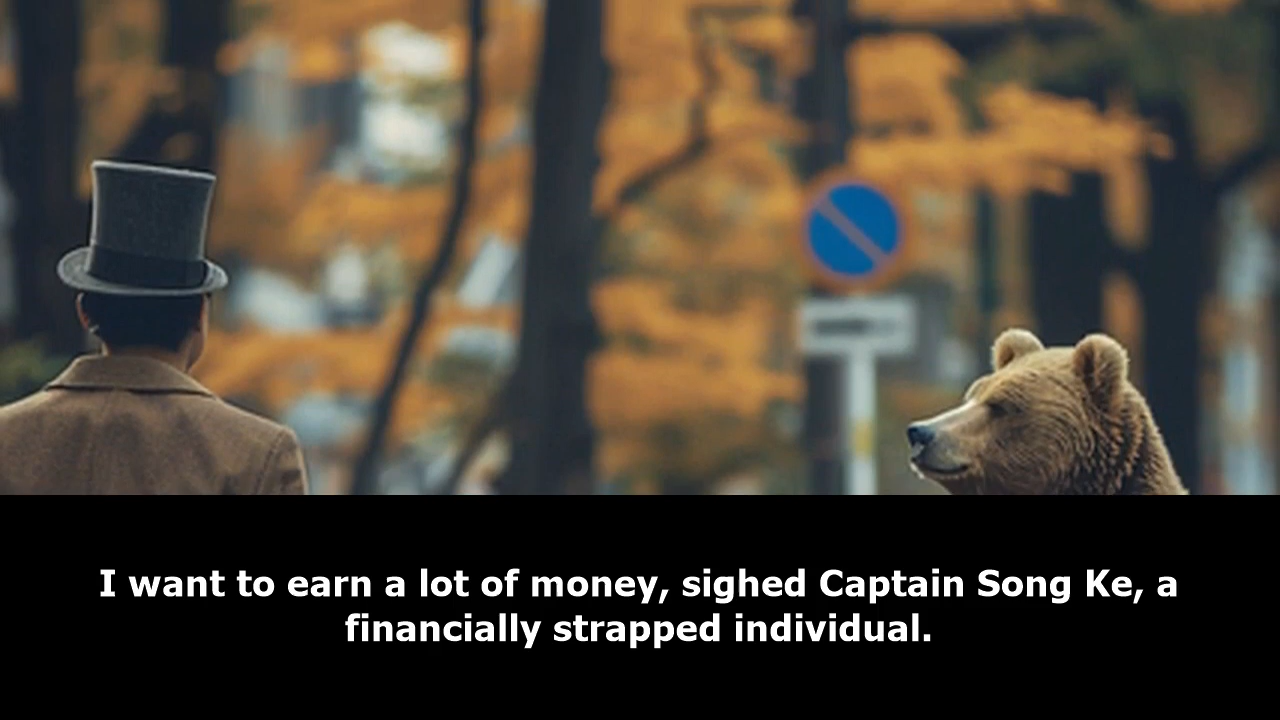 I want to earn a lot of money, sighed Captain Song Ke, a
financially strapped individual.